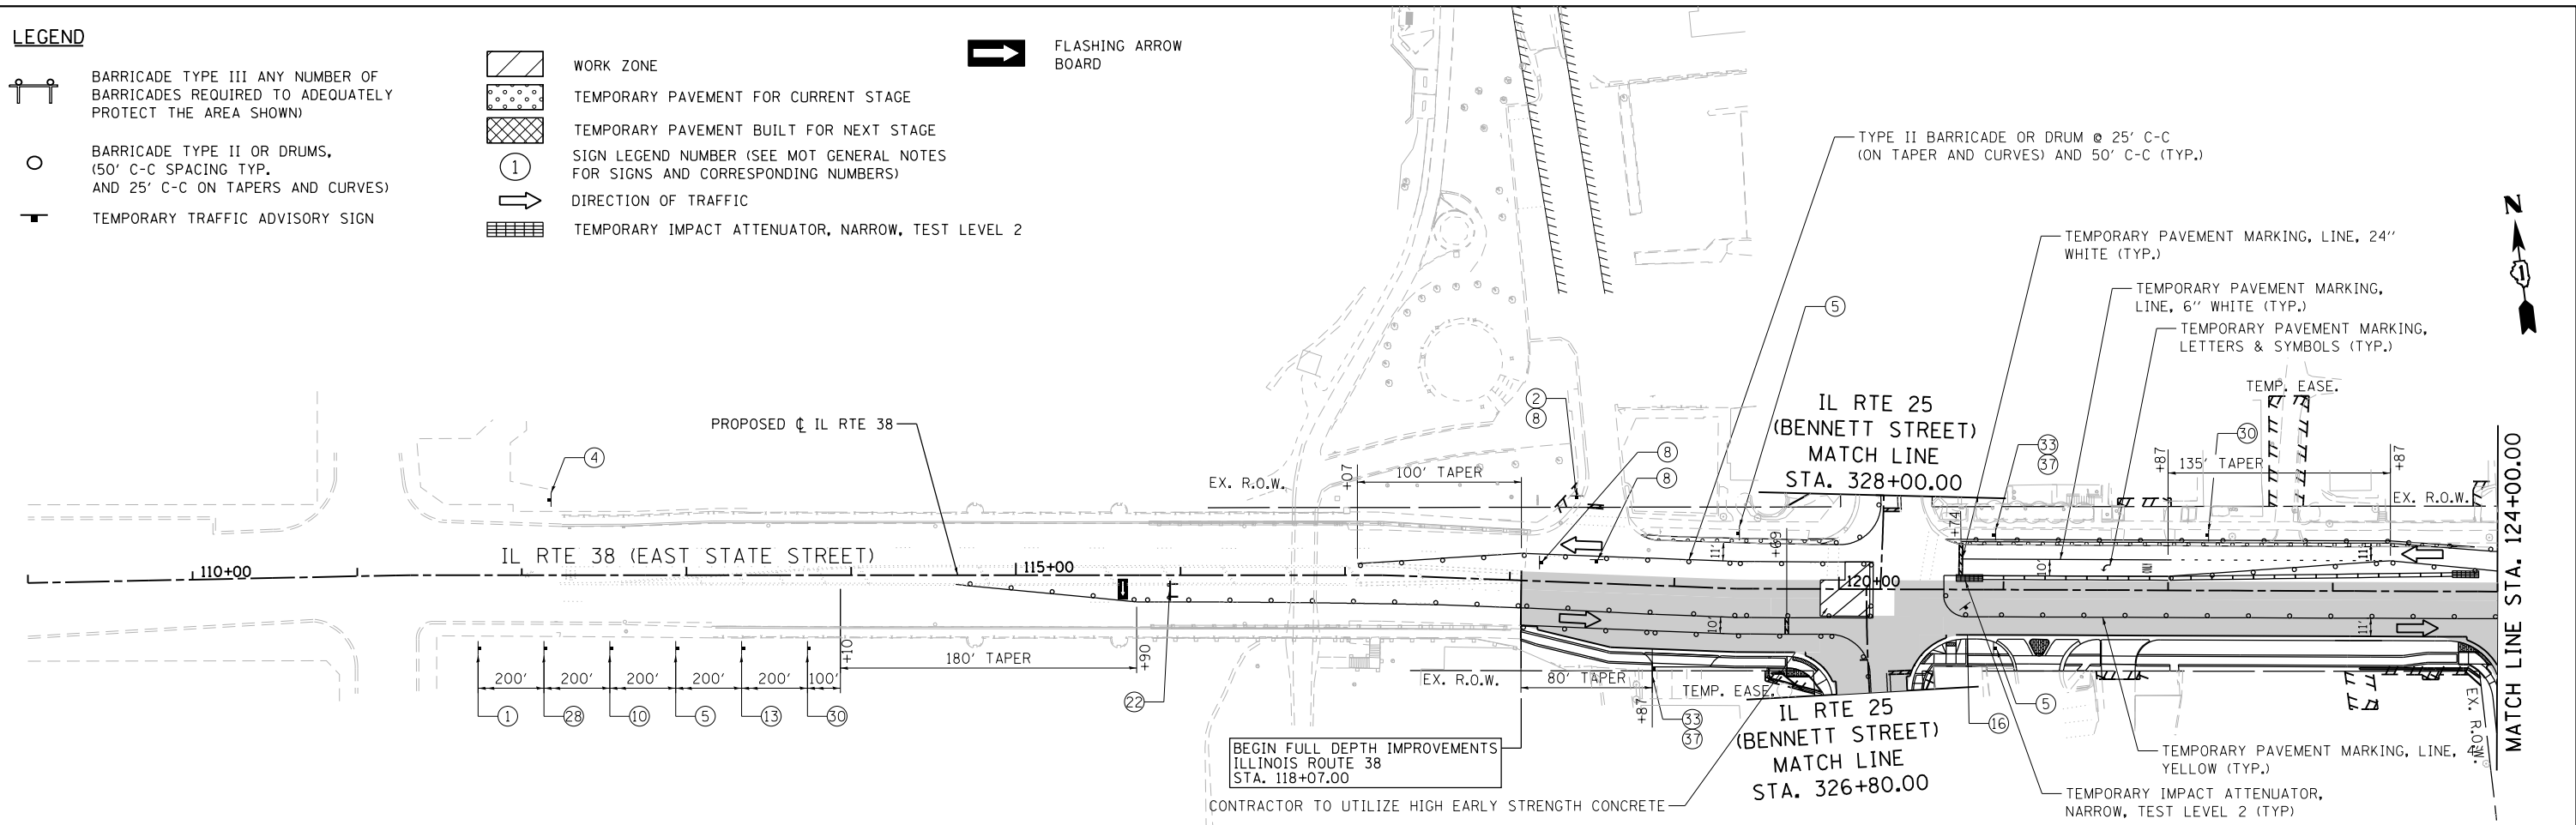 LEGEND
BARRICADE TYPE III ANY NUMBER OF
BARRICADES REQUIRED TO ADEQUATELY
PROTECT THE AREA SHOWN)
BARRICADE TYPE II OR DRUMS,
(50' C-C SPACING TYP.
AND 25' C-C ON TAPERS AND CURVES)
TEMPORARY TRAFFIC ADVISORY SIGN
WORK ZONE
TEMPORARY PAVEMENT FOR CURRENT STAGE
TEMPORARY PAVEMENT BUILT FOR NEXT STAGE
1
SIGN LEGEND NUMBER (SEE MOT GENERAL NOTES
FOR SIGNS AND CORRESPONDING NUMBERS)
DIRECTION OF TRAFFIC
TEMPORARY IMPACT ATTENUATOR, NARROW, TEST LEVEL 2
FLASHING ARROW
BOARD
TYPE II BARRICADE OR DRUM @ 25' C-C
(ON TAPER AND CURVES) AND 50' C-C (TYP.)
N
TEMPORARY PAVEMENT MARKING, LINE, 24"
WHITE (TYP.)
TEMPORARY PAVEMENT MARKING,
LINE, 6" WHITE (TYP.)
TEMPORARY PAVEMENT MARKING,
LETTERS & SYMBOLS (TYP.)
5
TEMP. EASE.
IL RTE 25
(BENNETT STREET)
MATCH LINE
STA. 328+00.00
2
8
PROPOSED ℄ IL RTE 38
4
8
8
33
37
30
+07
100' TAPER
EX. R.O.W.
+87
135' TAPER
+87
EX. R.O.W.
MATCH LINE STA. 124+00.00
IL RTE 38 (EAST STATE STREET)
110+00
115+00
120+00
11'
+69
+74
10'
ONLY
11'
10'
11'
+10
180' TAPER
+90
EX. R.O.W.
80' TAPER
+87
TEMP. EASE.
200'
200'
200'
200'
200'
100'
1
28
10
5
13
30
22
33
37
5
16
EX. R.O.W.
IL RTE 25
(BENNETT STREET)
MATCH LINE
STA. 326+80.00
BEGIN FULL DEPTH IMPROVEMENTS
ILLINOIS ROUTE 38
STA. 118+07.00
CONTRACTOR TO UTILIZE HIGH EARLY STRENGTH CONCRETE
TEMPORARY PAVEMENT MARKING, LINE, 4"
YELLOW (TYP.)
TEMPORARY IMPACT ATTENUATOR,
NARROW, TEST LEVEL 2 (TYP)